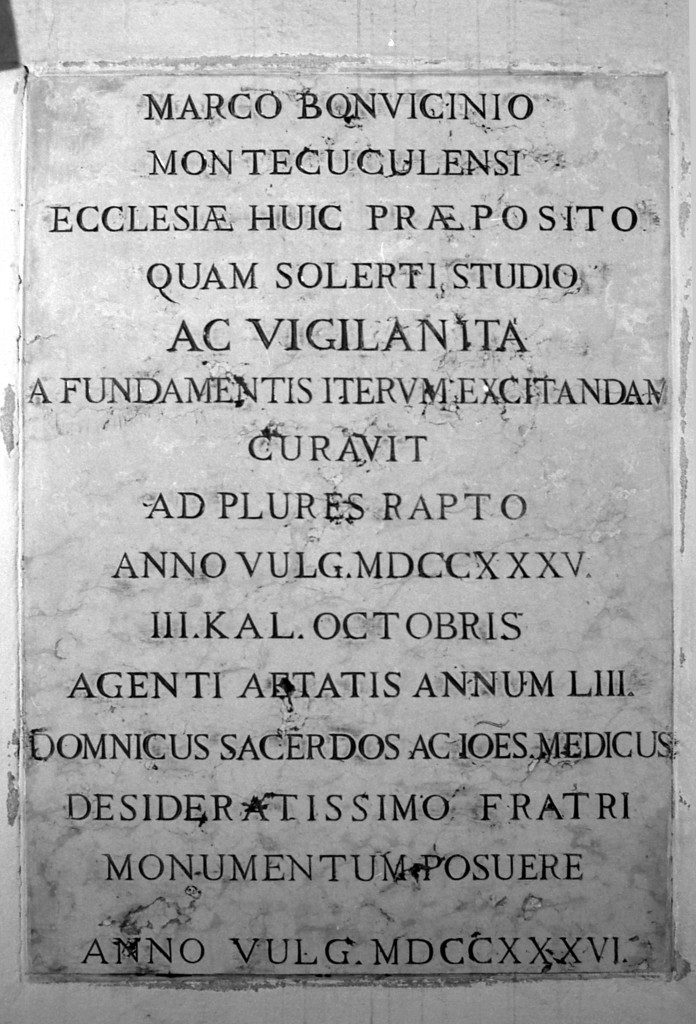 MARCO BONVICINIO
MONTECUCULENSI
ECCLESIÆ HUIC PRÆPOSITO
QUAM SOLERTI STUDIO
AC VIGILANITA
A FUNDAMENTIS ITERVM EXCITANDAM
CURAVIT
AD PLURES RAPTO
ANNO VULG. MDCCXXXV.
III. KAL. OCTOBRIS
AGENTI AETATIS ANNUM LIII.
DOMNICUS SACERDOS AC IOES. MEDICUS
DESIDERATISSIMO FRATRI
MONUMENTUM POSUERE
ANNO VULG. MDCCXXXVI.